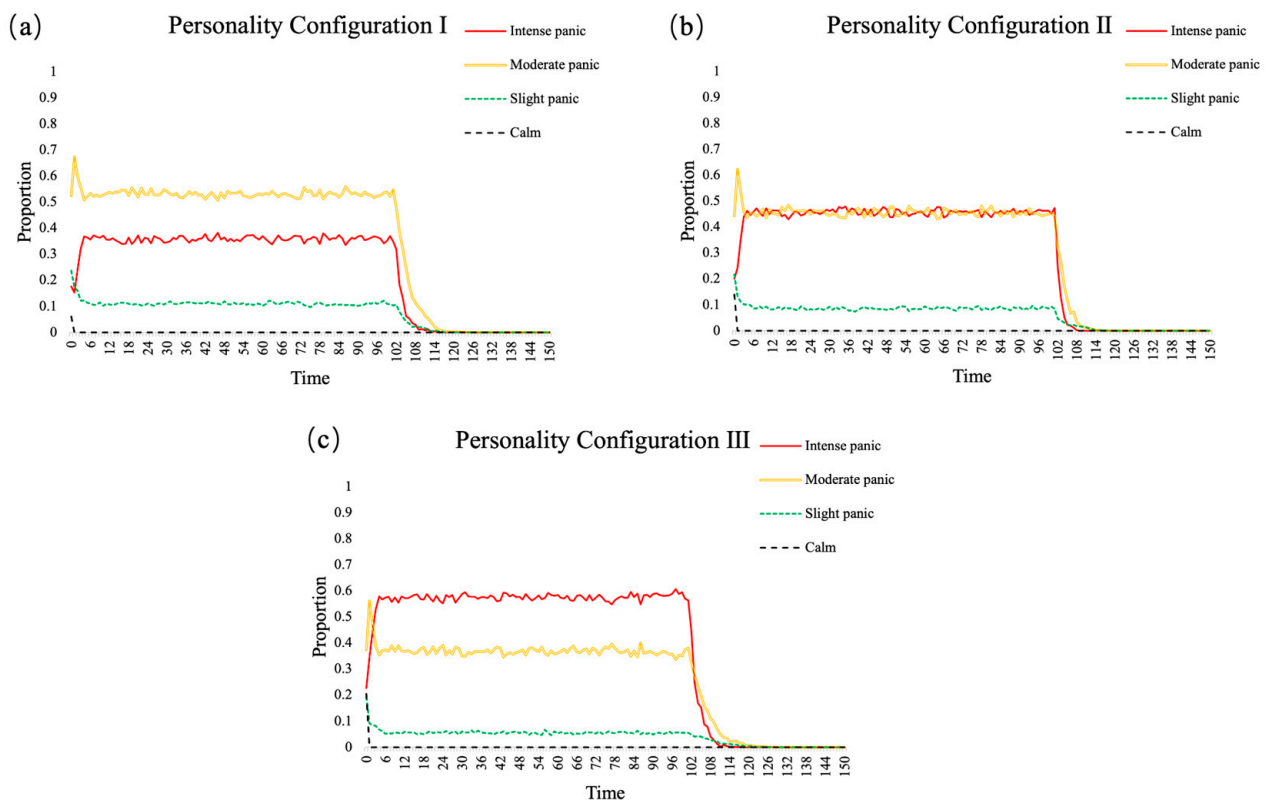 (a)
Personality Configuration I
Intense panic
Moderate panic
Slight panic
Calm
Proportion
1
0.9
0.8
0.7
0.6
0.5
0.4
0.3
0.2
0.1
0
0 6 12 18 24 30 36 42 48 54 60 66 72 78 84 90 96 102 108 114 120 126 132 138 144 150
Time
(b)
Personality Configuration II
Intense panic
Moderate panic
Slight panic
Calm
Proportion
1
0.9
0.8
0.7
0.6
0.5
0.4
0.3
0.2
0.1
0
0 6 12 18 24 30 36 42 48 54 60 66 72 78 84 90 96 102 108 114 120 126 132 138 144 150
Time
(c)
Personality Configuration III
Intense panic
Moderate panic
Slight panic
Calm
Proportion
1
0.9
0.8
0.7
0.6
0.5
0.4
0.3
0.2
0.1
0
0 6 12 18 24 30 36 42 48 54 60 66 72 78 84 90 96 102 108 114 120 126 132 138 144 150
Time